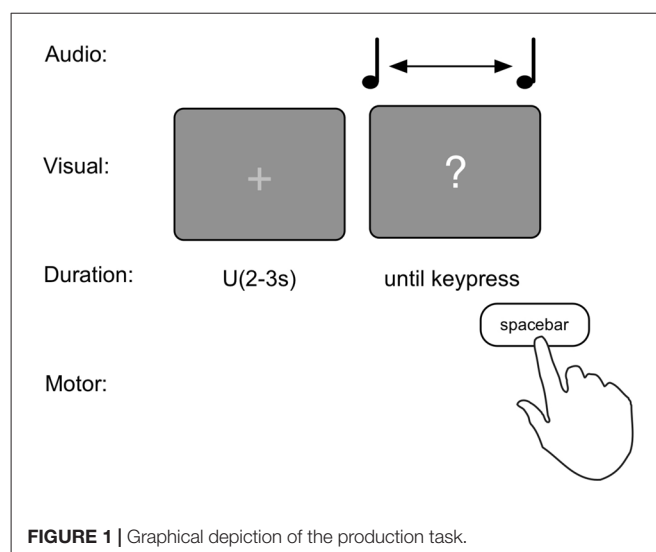 Audio:
Visual:
+
?
Duration:
U(2-3s)
until keypress
spacebar
Motor:
FIGURE 1 | Graphical depiction of the production task.